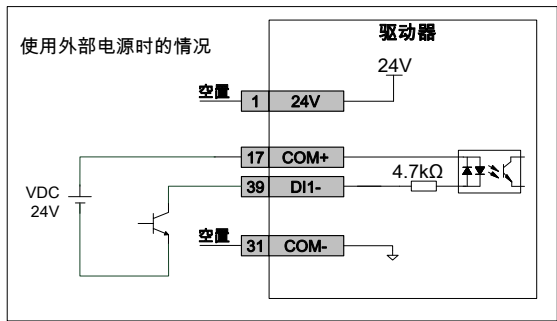 使用外部电源时的情况
驱动器
24V
空置
1 24V
17 COM+
4.7kΩ
39 DI1-
VDC
24V
空置
31 COM-